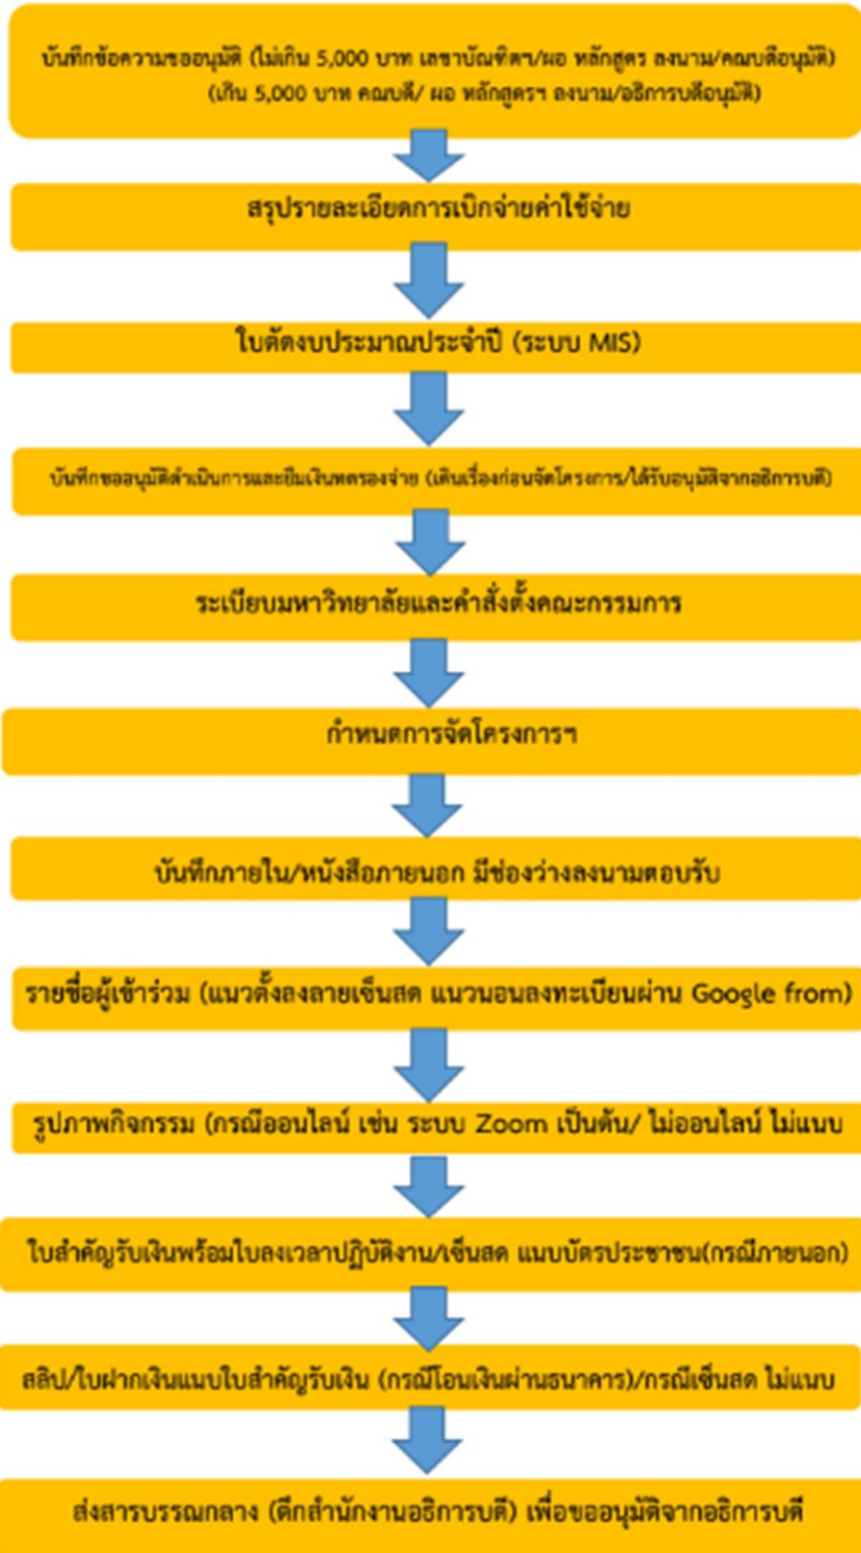 บันทึกข้อความขออนุมัติ (ไม่เกิน 5,000 บาท เลขาบัณฑิตฯ/ผอ หลักสูตร ลงนาม/คณบดีอนุมัติ)
(เกิน 5,000 บาท คณบดี/ ผอ หลักสูตรฯ ลงนาม/อธิการบดีอนุมัติ)
สรุปรายละเอียดการเบิกจ่ายค่าใช้จ่าย
ใบตัดงบประมาณประจำปี (ระบบ MIS)
บันทึกขออนุมัติดำเนินการและยืมเงินทดรองจ่าย (เดินเรื่องก่อนจัดโครงการ/ได้รับอนุมัติจากอธิการบดี)
ระเบียบมหาวิทยาลัยและคำสั่งตั้งคณะกรรมการ
กำหนดการจัดโครงการฯ
บันทึกภายใน/หนังสือภายนอก มีช่องว่างลงนามตอบรับ
รายชื่อผู้เข้าร่วม (แนวตั้งลงลายเซ็นสด แนวนอนลงทะเบียนผ่าน Google from)
รูปภาพกิจกรรม (กรณีออนไลน์ เช่น ระบบ Zoom เป็นต้น/ ไม่ออนไลน์ ไม่แนบ
ใบสำคัญรับเงินพร้อมใบลงเวลาปฏิบัติงาน/เซ็นสด แนบบัตรประชาชน(กรณีภายนอก)
สลิป/ใบฝากเงินแนบใบสำคัญรับเงิน (กรณีโอนเงินผ่านธนาคาร)/กรณีเซ็นสด ไม่แนบ
ส่งสารบรรณกลาง (ตึกสำนักงานอธิการบดี) เพื่อขออนุมัติจากอธิการบดี